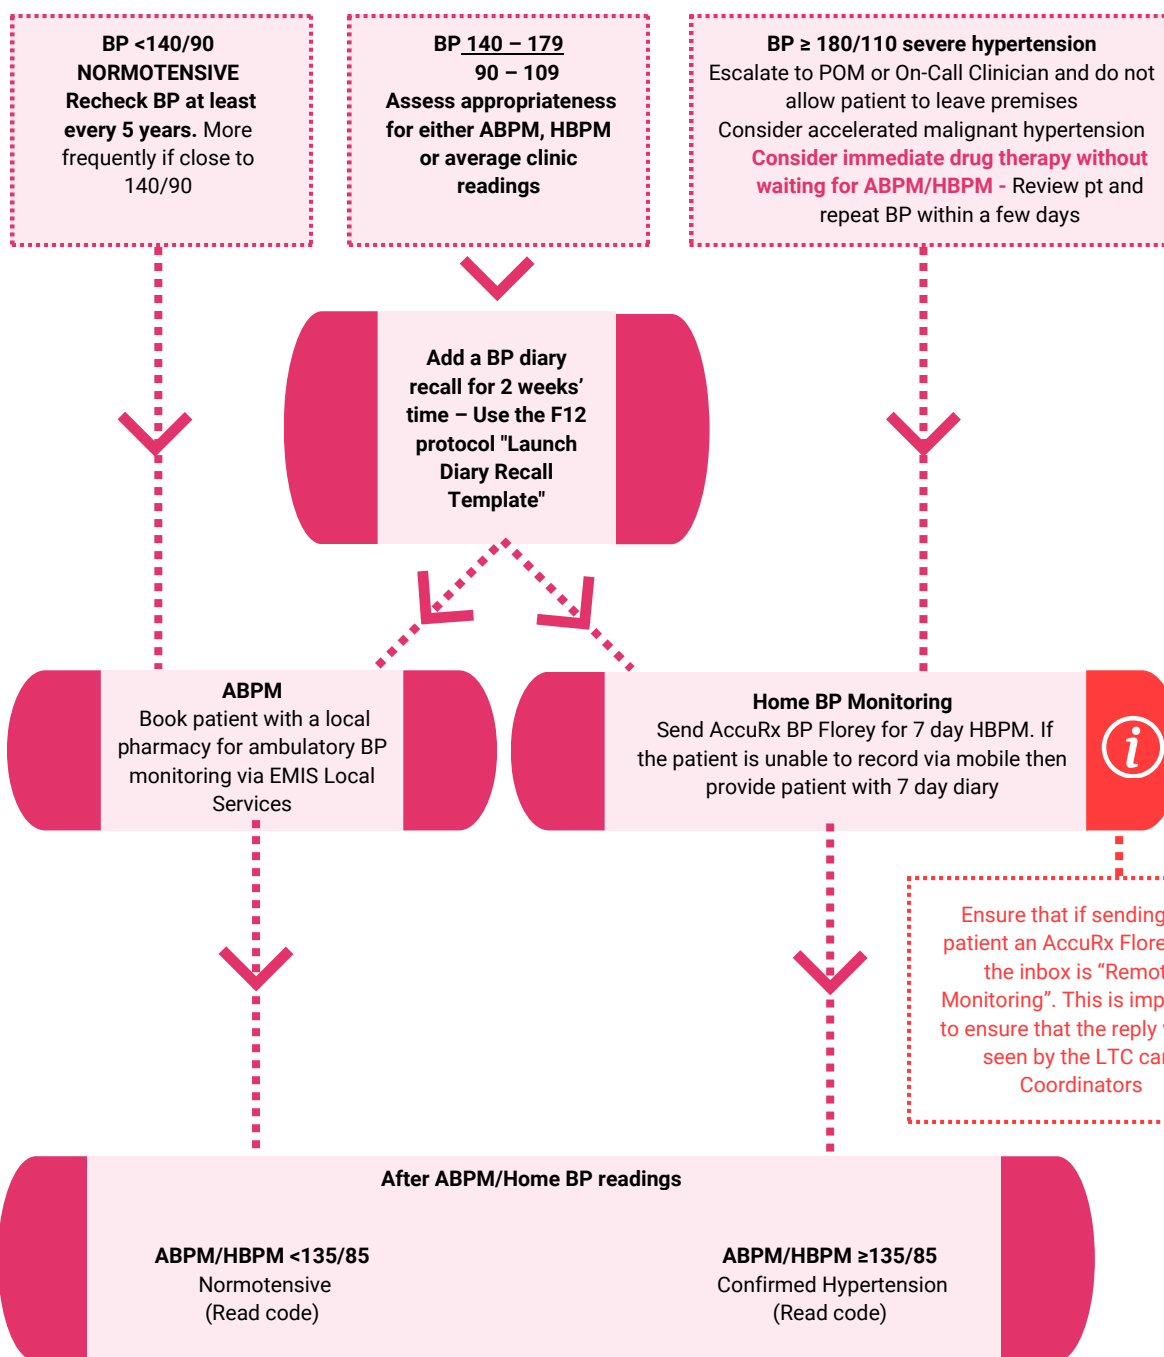 BP <140/90
NORMOTENSIVE
Recheck BP at least
every 5 years. More
frequently if close to
140/90
BP 140 – 179
90 – 109
Assess appropriateness
for either ABPM, HBPM
or average clinic
readings
BP ≥ 180/110 severe hypertension
Escalate to POM or On-Call Clinician and do not
allow patient to leave premises
Consider accelerated malignant hypertension
Consider immediate drug therapy without
waiting for ABPM/HBPM - Review pt and
repeat BP within a few days
Add a BP diary
recall for 2 weeks’
time – Use the F12
protocol "Launch
Diary Recall
Template"
ABPM
Book patient with a local
pharmacy for ambulatory BP
monitoring via EMIS Local
Services
Home BP Monitoring
Send AccuRx BP Florey for 7 day HBPM. If
the patient is unable to record via mobile then
provide patient with 7 day diary
i
Ensure that if sending
patient an AccuRx
the inbox is
Monitoring”. This is
to ensure that the reply
seen by the LTC
Coordinators
After ABPM/Home BP readings
ABPM/HBPM <135/85
Normotensive
(Read code)
ABPM/HBPM ≥135/85
Confirmed Hypertension
(Read code)